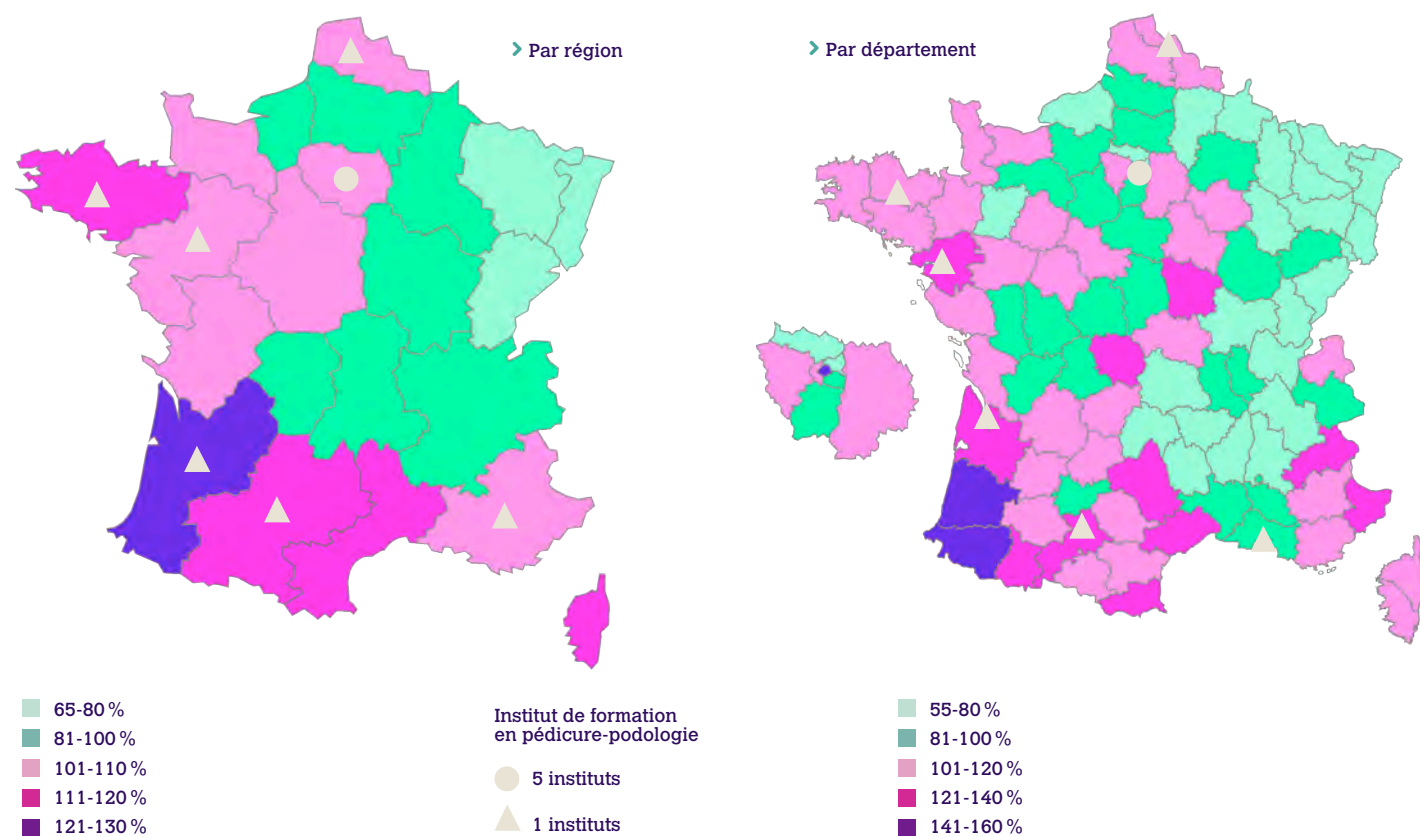 > Par région
> Par département
65-80 %
81-100 %
101-110 %
111-120 %
121-130 %
Institut de formation
en pédicure-podologie
5 instituts
1 instituts
55-80 %
81-100 %
101-120 %
121-140 %
141-160 %